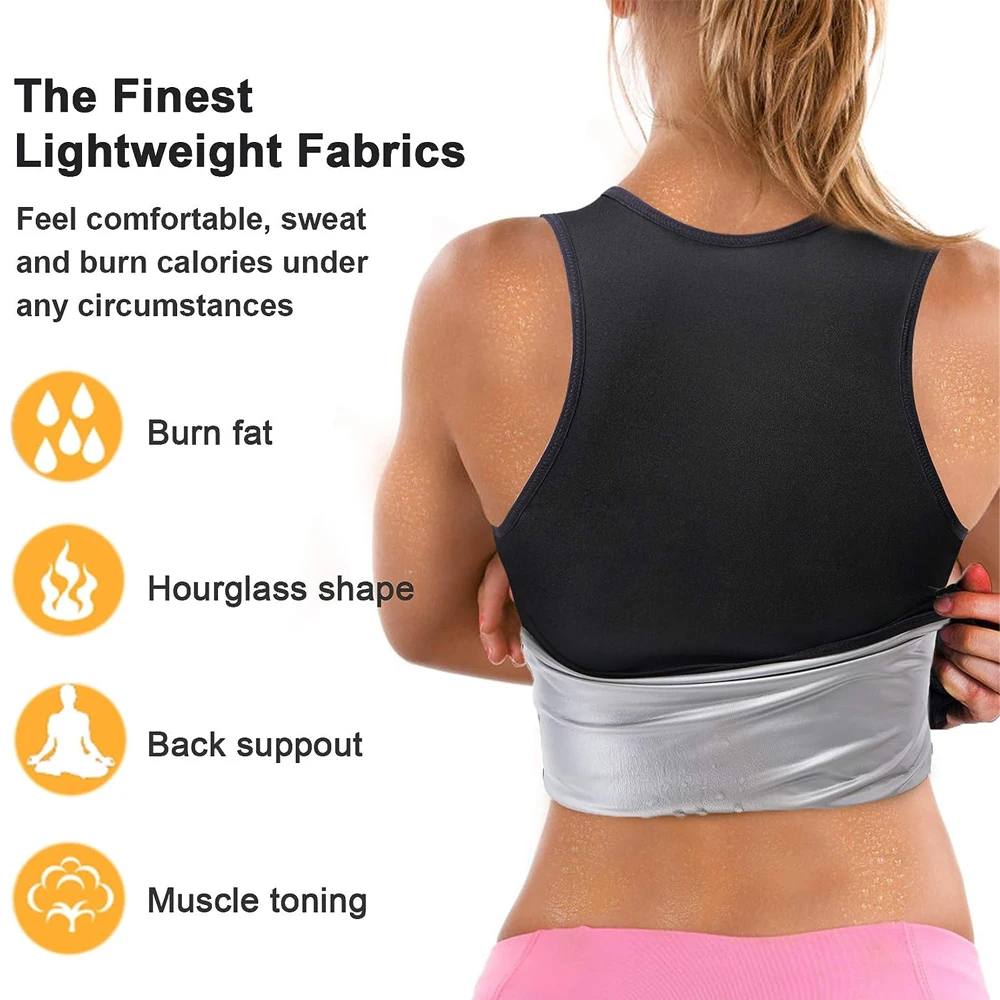 The Finest
Lightweight Fabrics
Feel comfortable, sweat
and burn calories under
any circumstances
Burn fat
Hourglass shape
Back suppout
Muscle toning